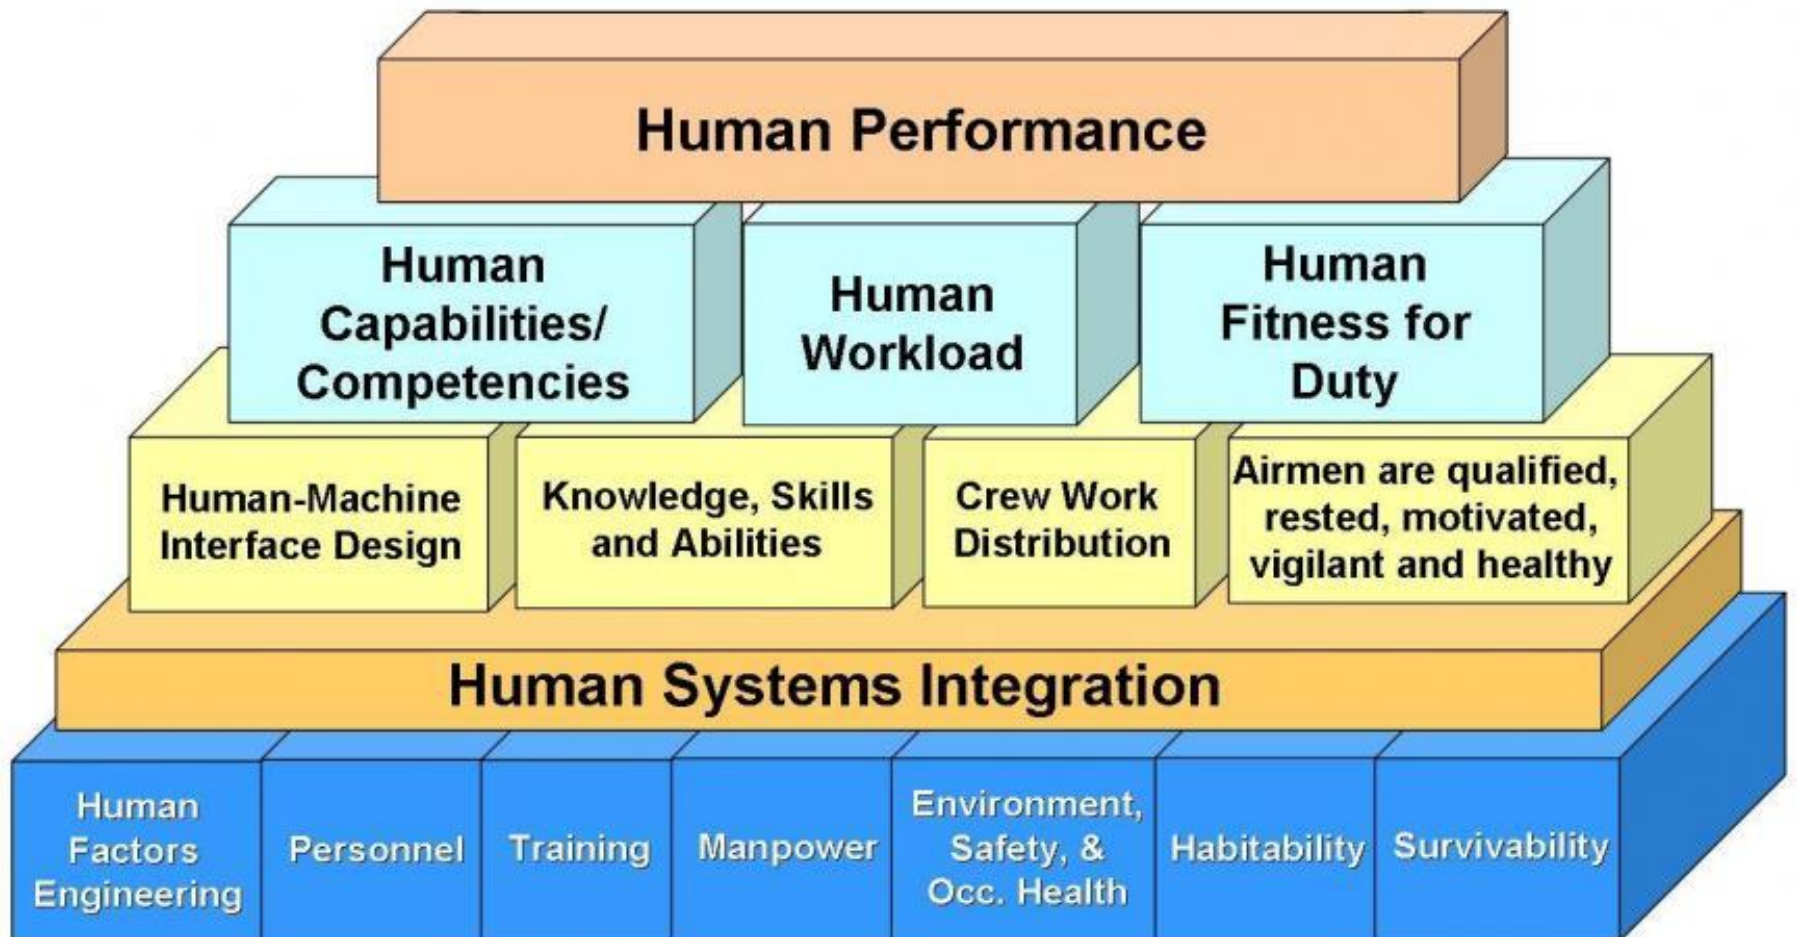 Human Performance
Human
Capabilities/
Competencies
Human
Workload
Human
Fitness for
Duty
Human-Machine
Interface Design
Knowledge, Skills
and Abilities
Crew Work
Distribution
Airmen are qualified,
rested, motivated,
vigilant and healthy
Human Systems Integration
Human
Factors
Engineering
Personnel
Training
Manpower
Environment,
Safety, &
Occ. Health
Habitability
Survivability